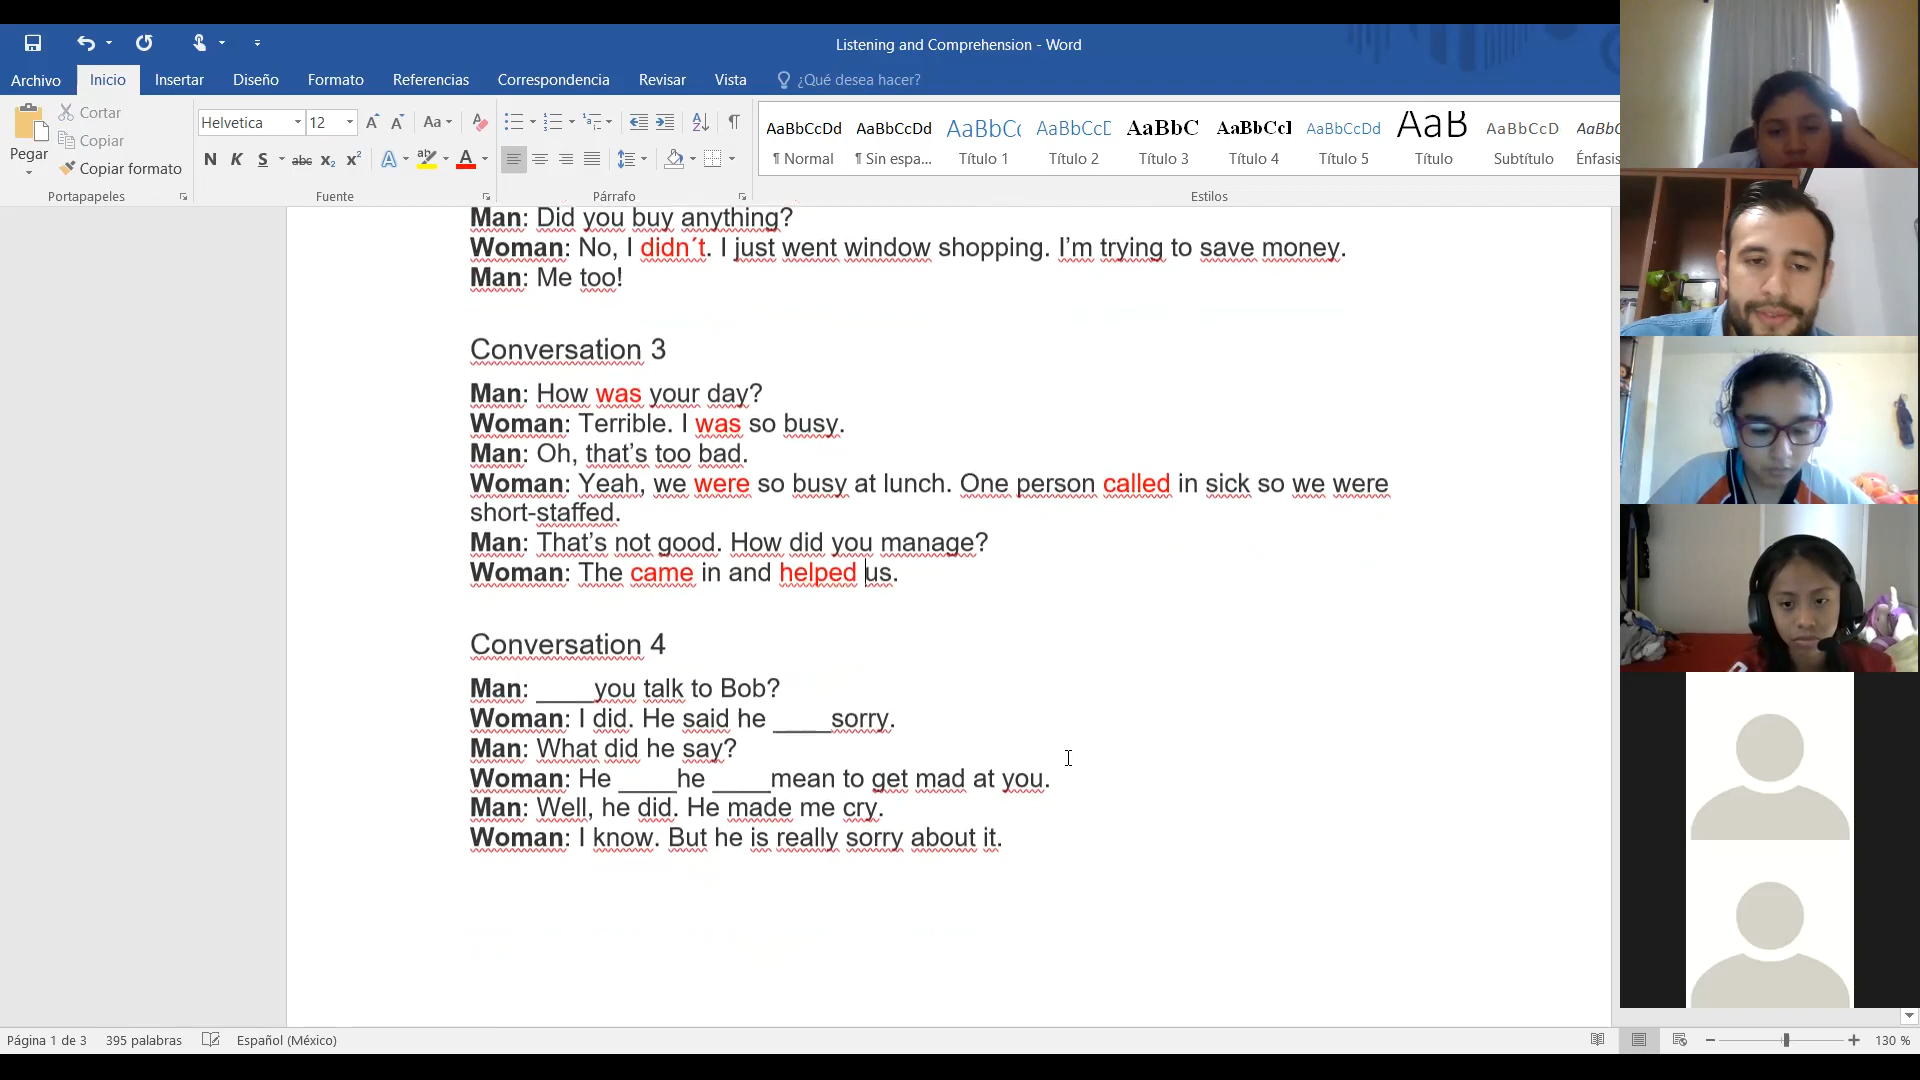 Listening and Comprehension - Word
Archivo Inicio Insertar Diseño Formato Referencias Correspondencia Revisar Vista ¿Qué desea hacer?
Pegar
Cortar
Copiar
Copiar formato
Portapapeles
Helvetica 12
N K S abc x₂ x²
Fuente
Párrafo
AaBbCcDd AaBbCcDd AaBbCc AaBbCcD AaBbC AaBbCcI AaBbCcDd AaB AaBbCcD AaBbC
¶ Normal ¶ Sin espa... Título 1 Título 2 Título 3 Título 4 Título 5 Título Subtítulo Énfasis
Estilos
Man: Did you buy anything?
Woman: No, I didn´t. I just went window shopping. I’m trying to save money.
Man: Me too!
Conversation 3
Man: How was your day?
Woman: Terrible. I was so busy.
Man: Oh, that’s too bad.
Woman: Yeah, we were so busy at lunch. One person called in sick so we were
short-staffed.
Man: That’s not good. How did you manage?
Woman: The came in and helped us.
Conversation 4
Man: ____you talk to Bob?
Woman: I did. He said he ____sorry.
Man: What did he say?
Woman: He ____he ____mean to get mad at you.
Man: Well, he did. He made me cry.
Woman: I know. But he is really sorry about it.
Página 1 de 3 395 palabras Español (México) 130 %